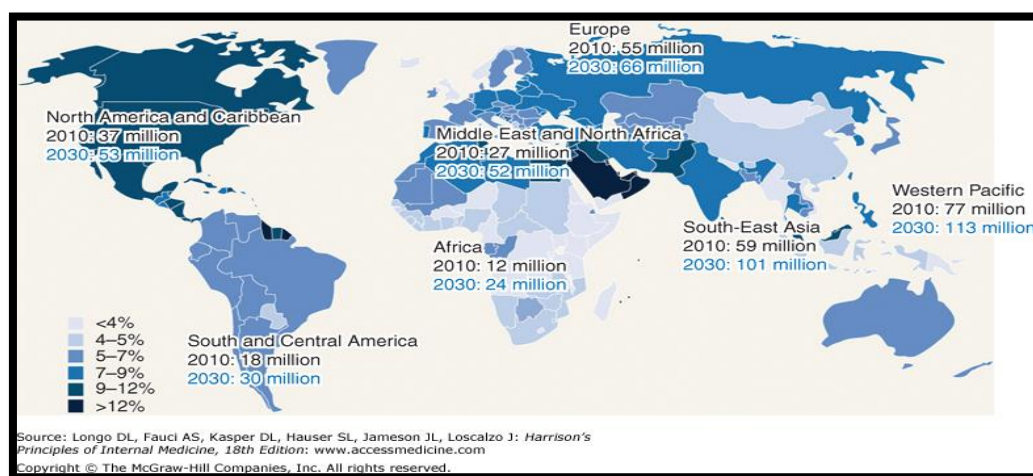 Europe
2010: 55 million
2030: 66 million
North America and Caribbean
2010: 37 million
2030: 53 million
Middle East and North Africa
2010: 27 million
2030: 52 million
Western Pacific
2010: 77 million
2030: 113 million
South-East Asia
2010: 59 million
2030: 101 million
Africa
2010: 12 million
2030: 24 million
South and Central America
2010: 18 million
2030: 30 million
<4%
4–5%
5–7%
7–9%
9–12%
>12%
Source: Longo DL, Fauci AS, Kasper DL, Hauser SL, Jameson JL, Loscalzo J: Harrison's
Principles of Internal Medicine, 18th Edition: www.accessmedicine.com
Copyright © The McGraw-Hill Companies, Inc. All rights reserved.